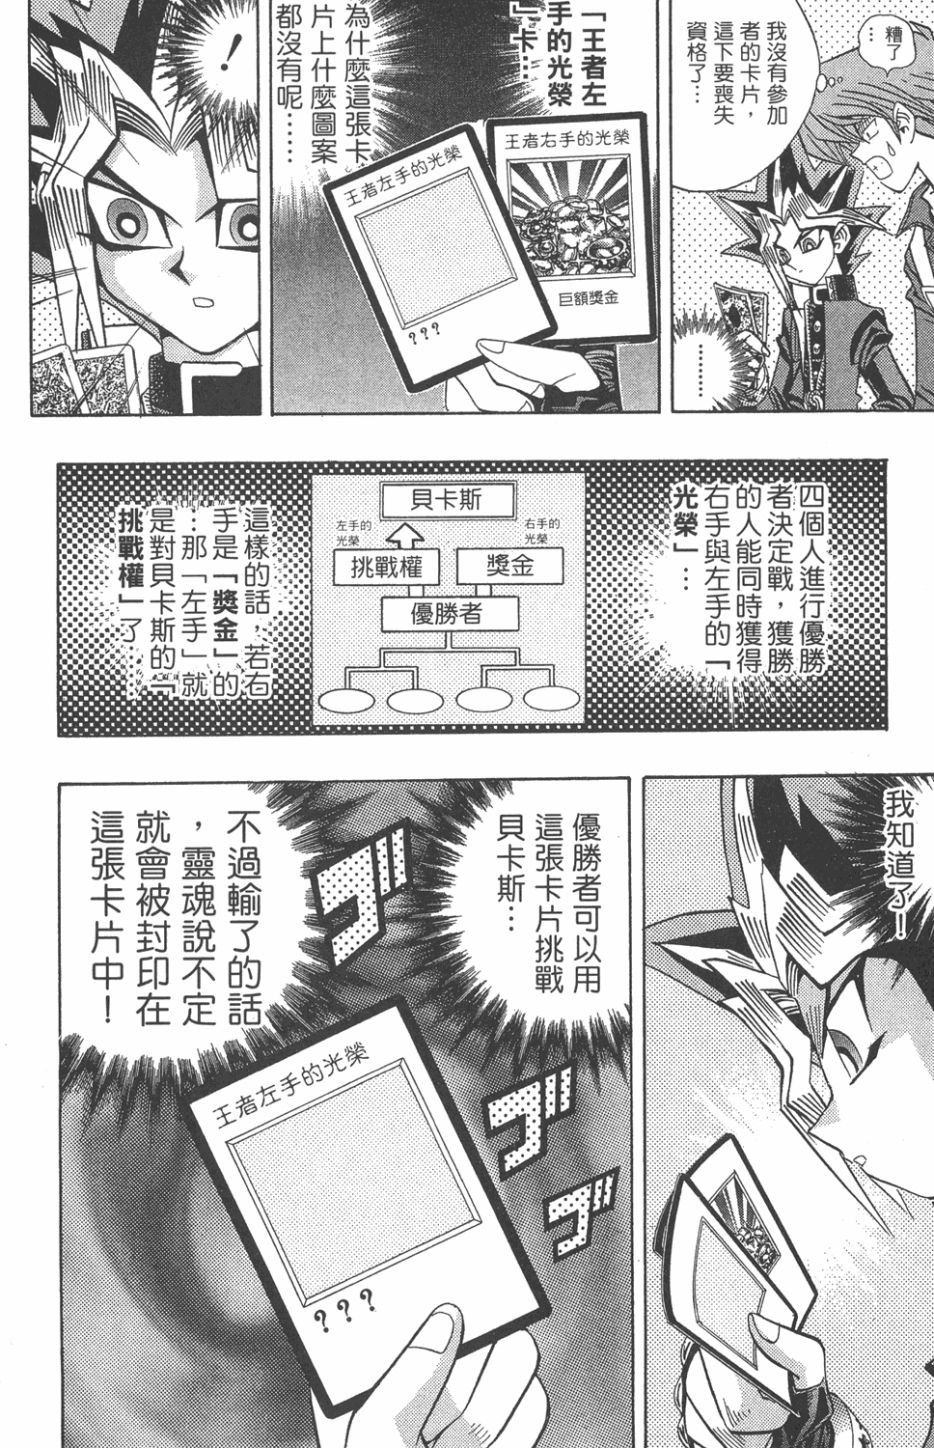 糟了
…
我沒有參加
者的卡片，
這下要喪失
資格了…
………
「王者左
手的光榮
」卡…
王者右手的光榮
巨額獎金
王者左手的光榮
???
為什麼這張卡
片上什麼圖案
都沒有呢……
！
四個人進行優勝
者決定戰，獲勝
的人能同時獲得
右手與左手的「
光榮」…
貝卡斯
右手的
光榮
左手的
光榮
獎金
挑戰權
優勝者
這樣的話，若右
手是「獎金」的
…那「左手」就
是對貝卡斯的「
挑戰權」了…
我知道了！
優勝者可以用
這張卡片挑戰
貝卡斯…
不過輸了的話
，靈魂說不定
就會被封印在
這張卡片中！
王者左手的光榮
???
ゴ
ゴ
ゴ